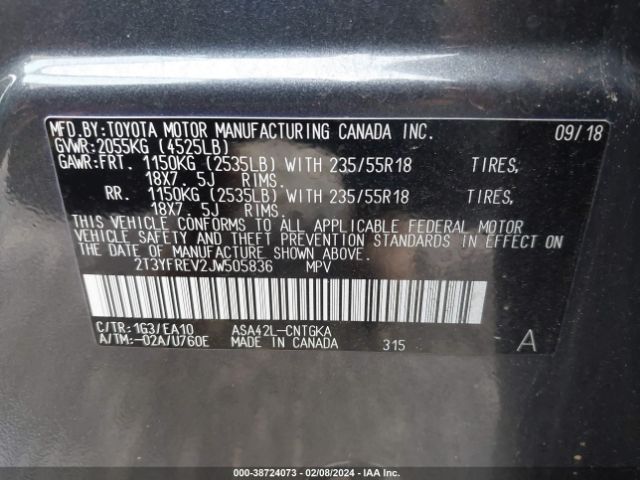 MFD.BY:TOYOTA MOTOR MANUFACTURING CANADA INC. 09/18
GVWR:2055KG (4525LB)
GAWR:FRT. 1150KG (2535LB) WITH 235/55R18 TIRES,
18X7. 5J RIMS.
RR. 1150KG (2535LB) WITH 235/55R18 TIRES,
18X7. 5J RIMS.
THIS VEHICLE CONFORMS TO ALL APPLICABLE FEDERAL MOTOR
VEHICLE SAFETY AND THEFT PREVENTION STANDARDS IN EFFECT ON
THE DATE OF MANUFACTURE SHOWN ABOVE.
2T3YFREV2JW505836 MPV
C/TR:1G3/EA10 ASA42L-CNTGKA
A/TM:-02A/U760E MADE IN CANADA 315 A
000-38724073 - 02/08/2024 - IAA Inc.